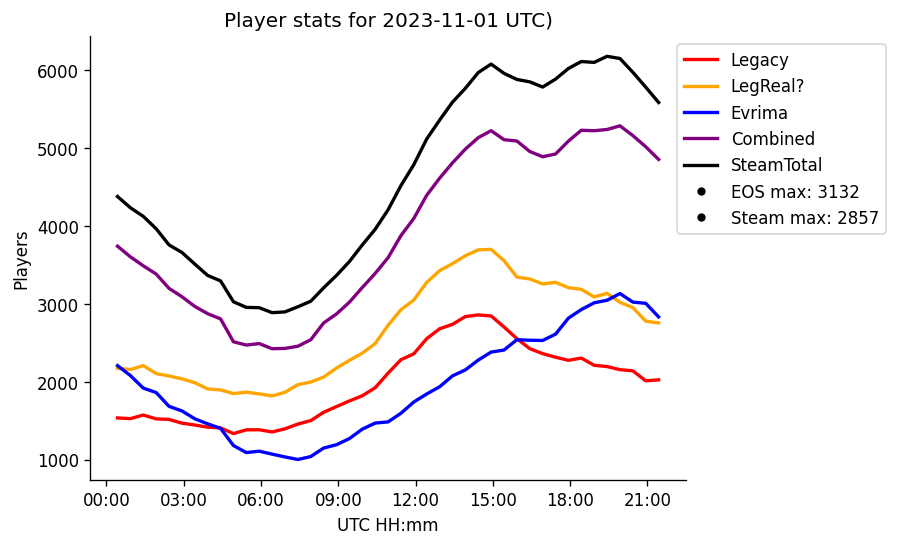 Player stats for 2023-11-01 UTC)
Players
6000
5000
4000
3000
2000
1000
00:00 03:00 06:00 09:00 12:00 15:00 18:00 21:00
UTC HH:mm
Legacy
LegReal?
Evrima
Combined
SteamTotal
EOS max: 3132
Steam max: 2857